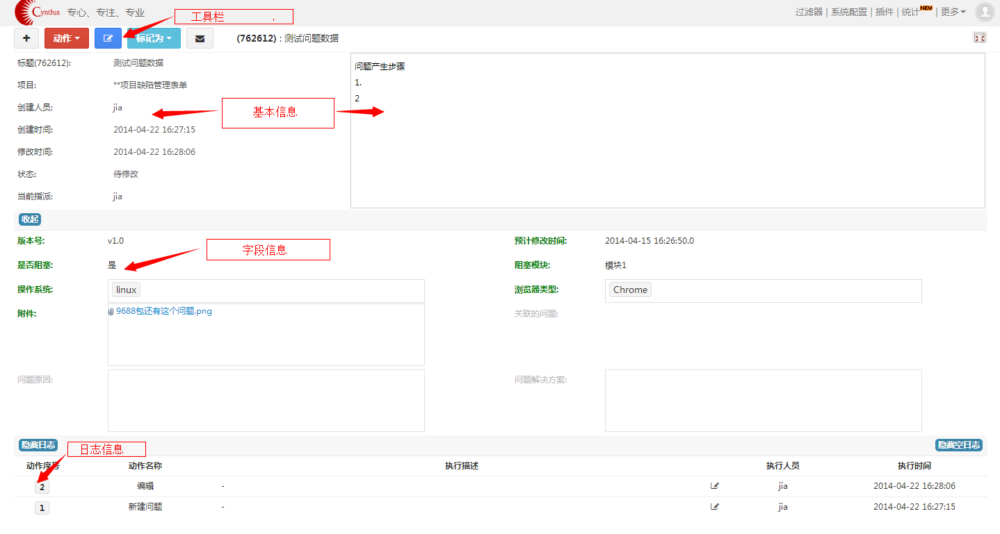 Cynthia 专心、专注、专业 工具栏 , 过滤器 | 系统配置 | 插件 | 统计 NEW | 更多
+ 动作 标记为 (762612) : 测试问题数据
标题(762612): 测试问题数据
项目: **项目缺陷管理表单
创建人员: jia
创建时间: 2014-04-22 16:27:15
修改时间: 2014-04-22 16:28:06
状态: 待修改
当前指派: jia
基本信息
问题产生步骤
1.
2
收起
版本号: v1.0 预计修改时间: 2014-04-15 16:26:50.0
字段信息
是否阻塞: 是 阻塞模块: 模块1
操作系统: linux 浏览器类型: Chrome
附件: 9688包还有这个问题.png 关联的问题:
问题原因: 问题解决方案:
隐藏日志 日志信息 隐藏空日志
动作序号 动作名称 执行描述 执行人员 执行时间
2 编辑 - jia 2014-04-22 16:28:06
1 新建问题 - jia 2014-04-22 16:27:15